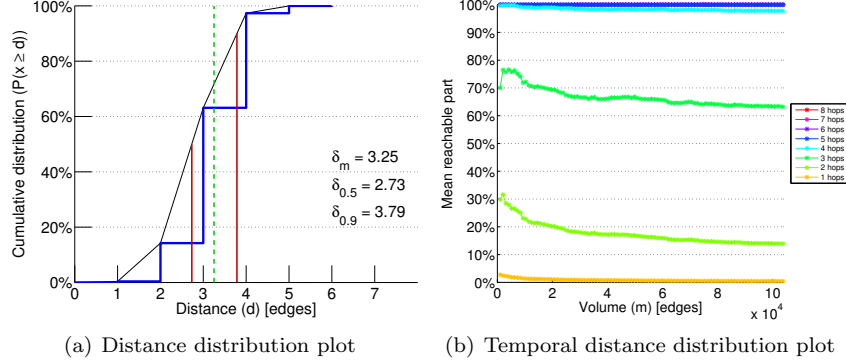 100%
80%
60%
40%
20%
0%
0 1 2 3 4 5 6 7
Cumulative distribution (P(x ≥ d))
Distance (d) [edges]
δ_m = 3.25
δ_0.5 = 2.73
δ_0.9 = 3.79
(a) Distance distribution plot
100%
90%
80%
70%
60%
50%
40%
30%
20%
10%
0%
0 2 4 6 8 10
x 10^4
Mean reachable part
Volume (m) [edges]
8 hops
7 hops
6 hops
5 hops
4 hops
3 hops
2 hops
1 hops
(b) Temporal distance distribution plot